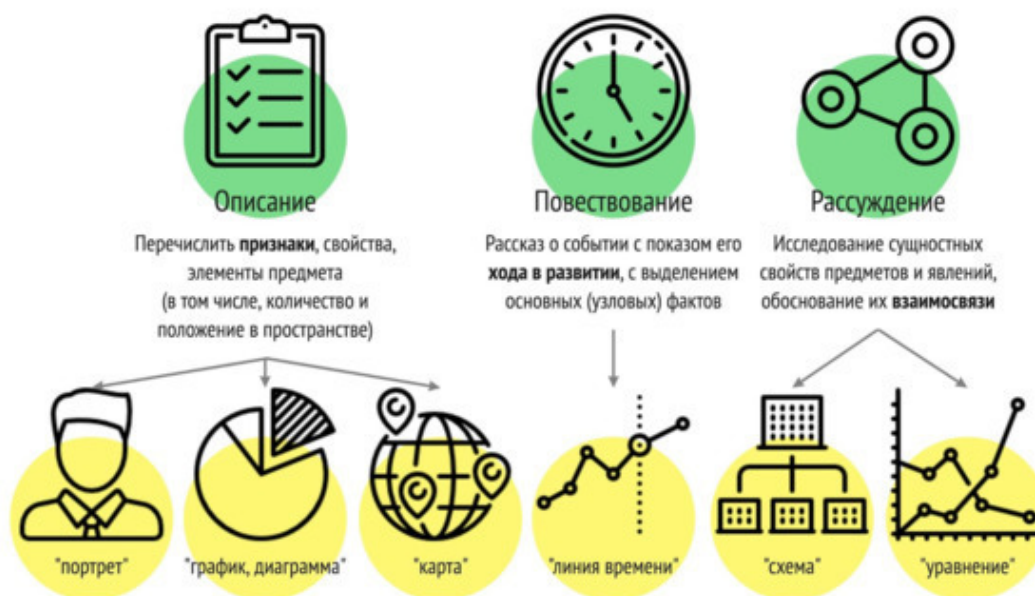 Описание
Перечислить признаки, свойства,
элементы предмета
(в том числе, количество и
положение в пространстве)
Повествование
Рассказ о событии с показом его
хода в развитии, с выделением
основных (узловых) фактов
Рассуждение
Исследование сущностных
свойств предметов и явлений,
обоснование их взаимосвязи
"портрет"
"график, диаграмма"
"карта"
"линия времени"
"схема"
"уравнение"